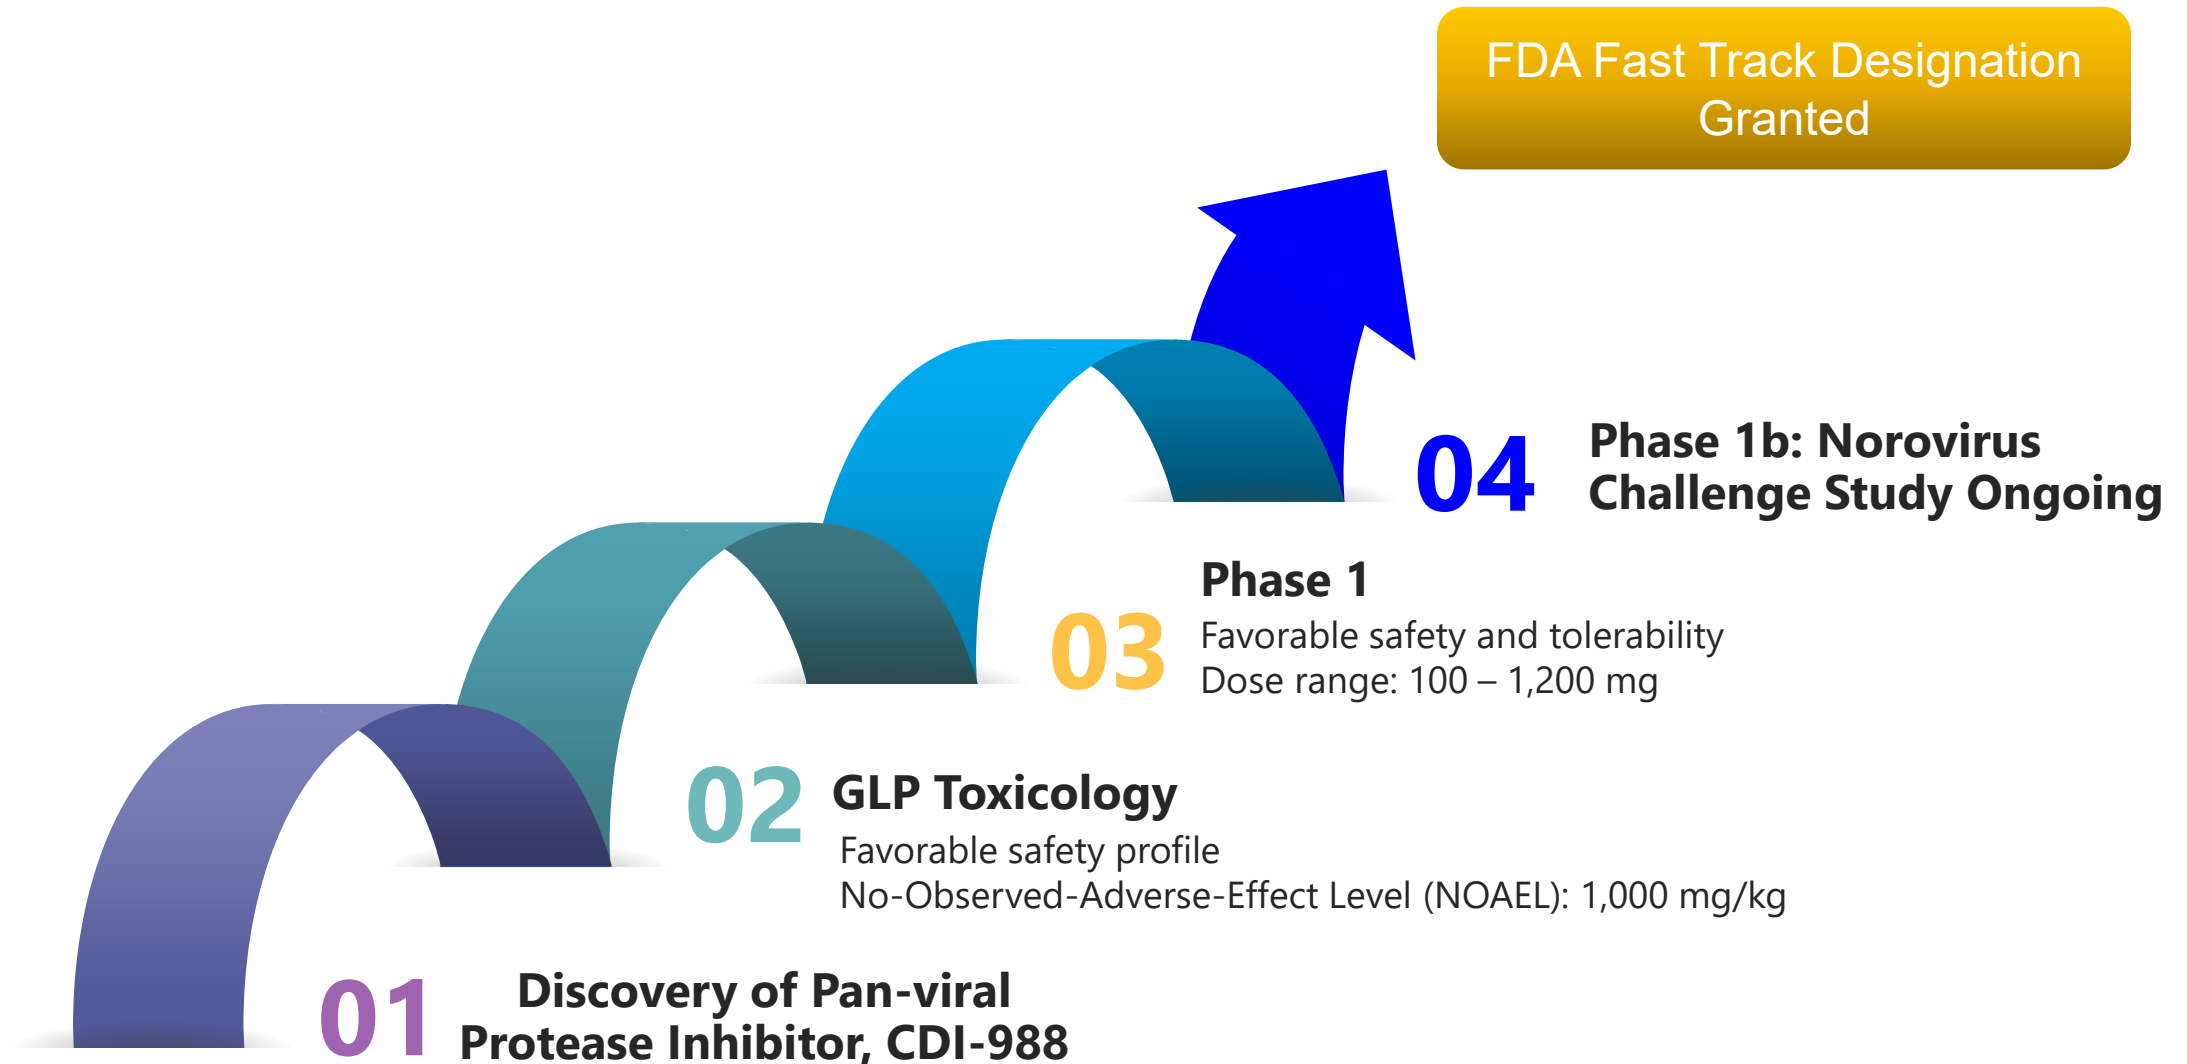 FDA Fast Track Designation
Granted
04
Phase 1b: Norovirus
Challenge Study Ongoing
03
Phase 1
Favorable safety and tolerability
Dose range: 100 – 1,200 mg
02
GLP Toxicology
Favorable safety profile
No-Observed-Adverse-Effect Level (NOAEL): 1,000 mg/kg
01
Discovery of Pan-viral
Protease Inhibitor, CDI-988